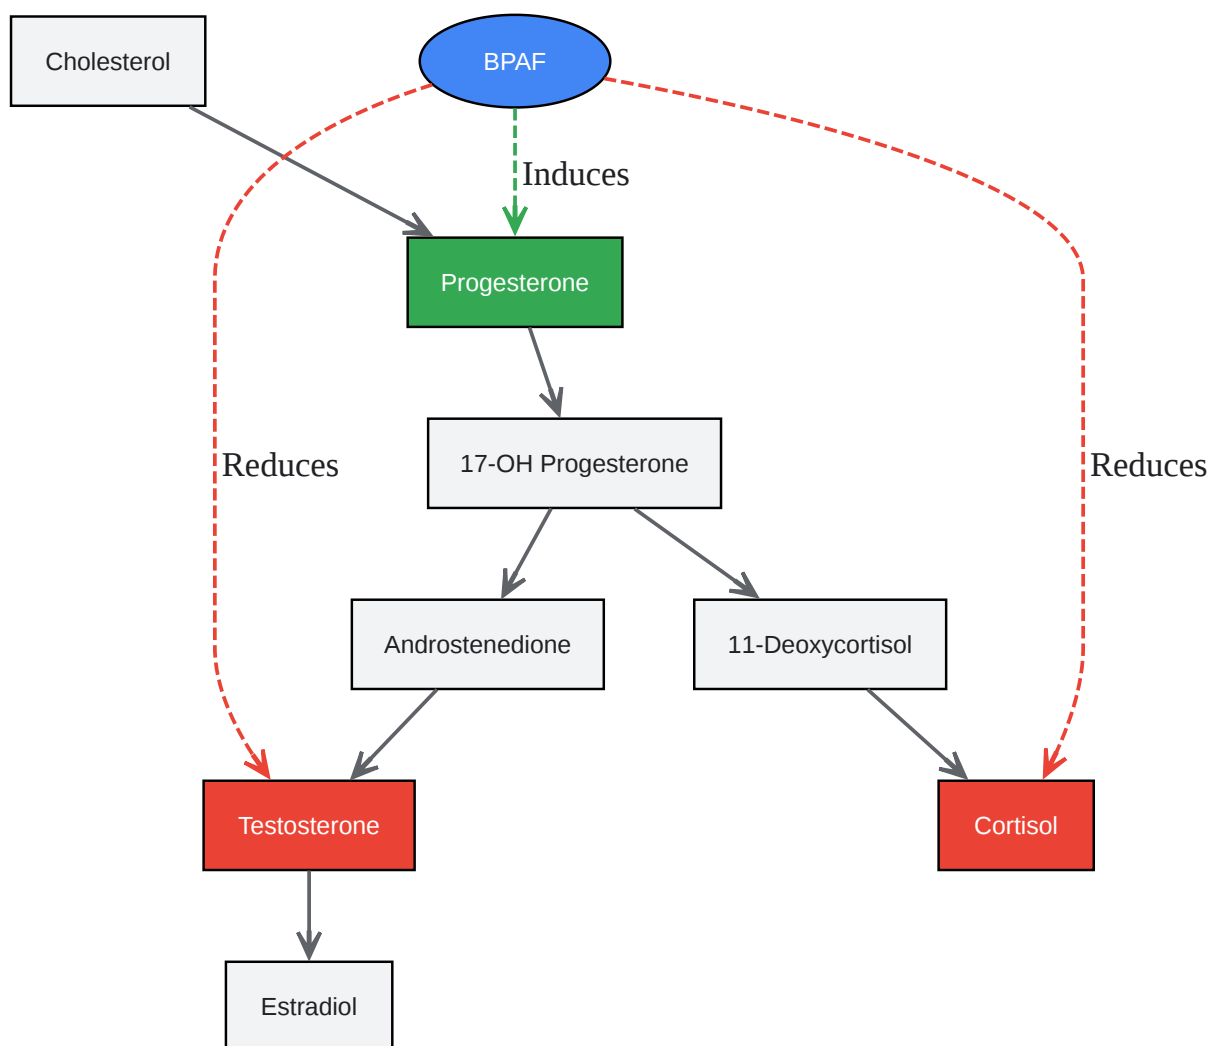 Cholesterol
BPAF
Induces
Progesterone
17-OH Progesterone
Reduces
Reduces
Androstenedione
11-Deoxycortisol
Testosterone
Cortisol
Estradiol